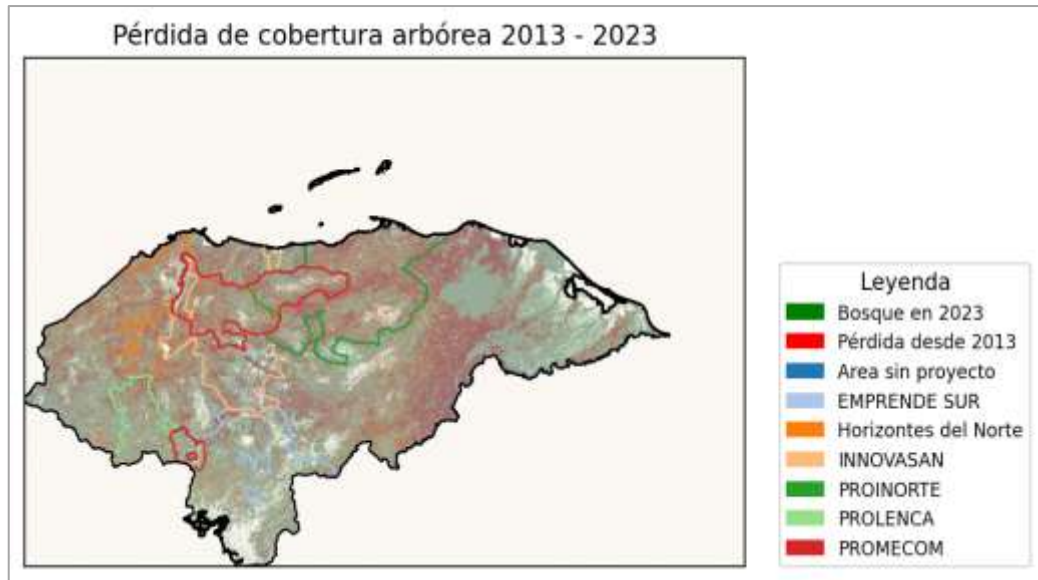 Pérdida de cobertura arbórea 2013 - 2023
Leyenda
Bosque en 2023
Pérdida desde 2013
Area sin proyecto
EMPRENDE SUR
Horizontes del Norte
INNOVASAN
PROINORTE
PROLENCA
PROMECOM